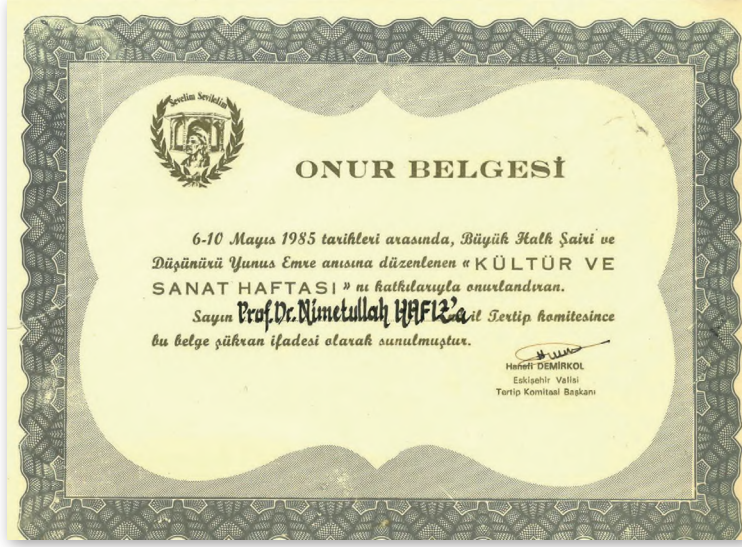 Sevelim Sevilelim
ONUR BELGESİ
6-10 Mayıs 1985 tarihleri arasında, Büyük Halk Şairi ve
Düşünürü Yunus Emre anısına düzenlenen « KÜLTÜR VE
SANAT HAFTASI » nı katkılarıyla onurlandıran.
Sayın Prof.Dr.Nimetullah HAFIZ'a il Tertip komitesince
bu belge şükran ifadesi olarak sunulmuştur.
Hanefi DEMİRKOL
Eskişehir Valisi
Tertip Komitesi Başkanı